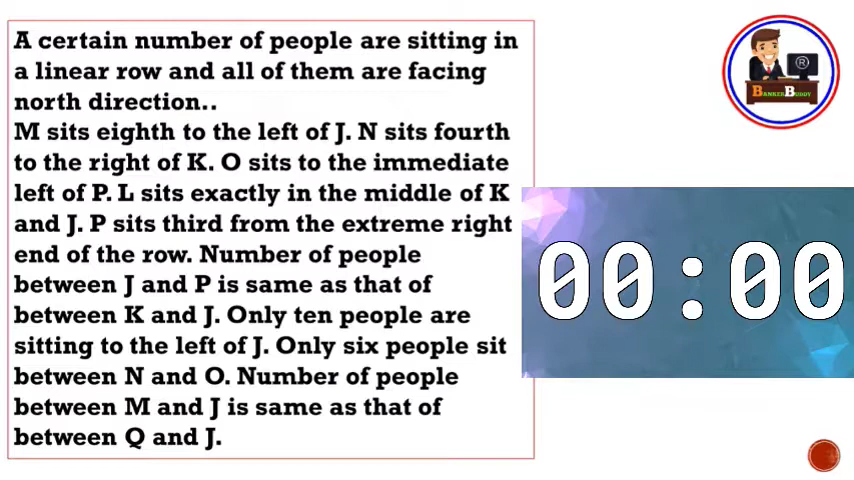 A certain number of people are sitting in
a linear row and all of them are facing
north direction..
M sits eighth to the left of J. N sits fourth
to the right of K. O sits to the immediate
left of P. L sits exactly in the middle of K
and J. P sits third from the extreme right
end of the row. Number of people
between J and P is same as that of
between K and J. Only ten people are
sitting to the left of J. Only six people sit
between N and O. Number of people
between M and J is same as that of
between Q and J.
R
BANKER BUDDY
00:00